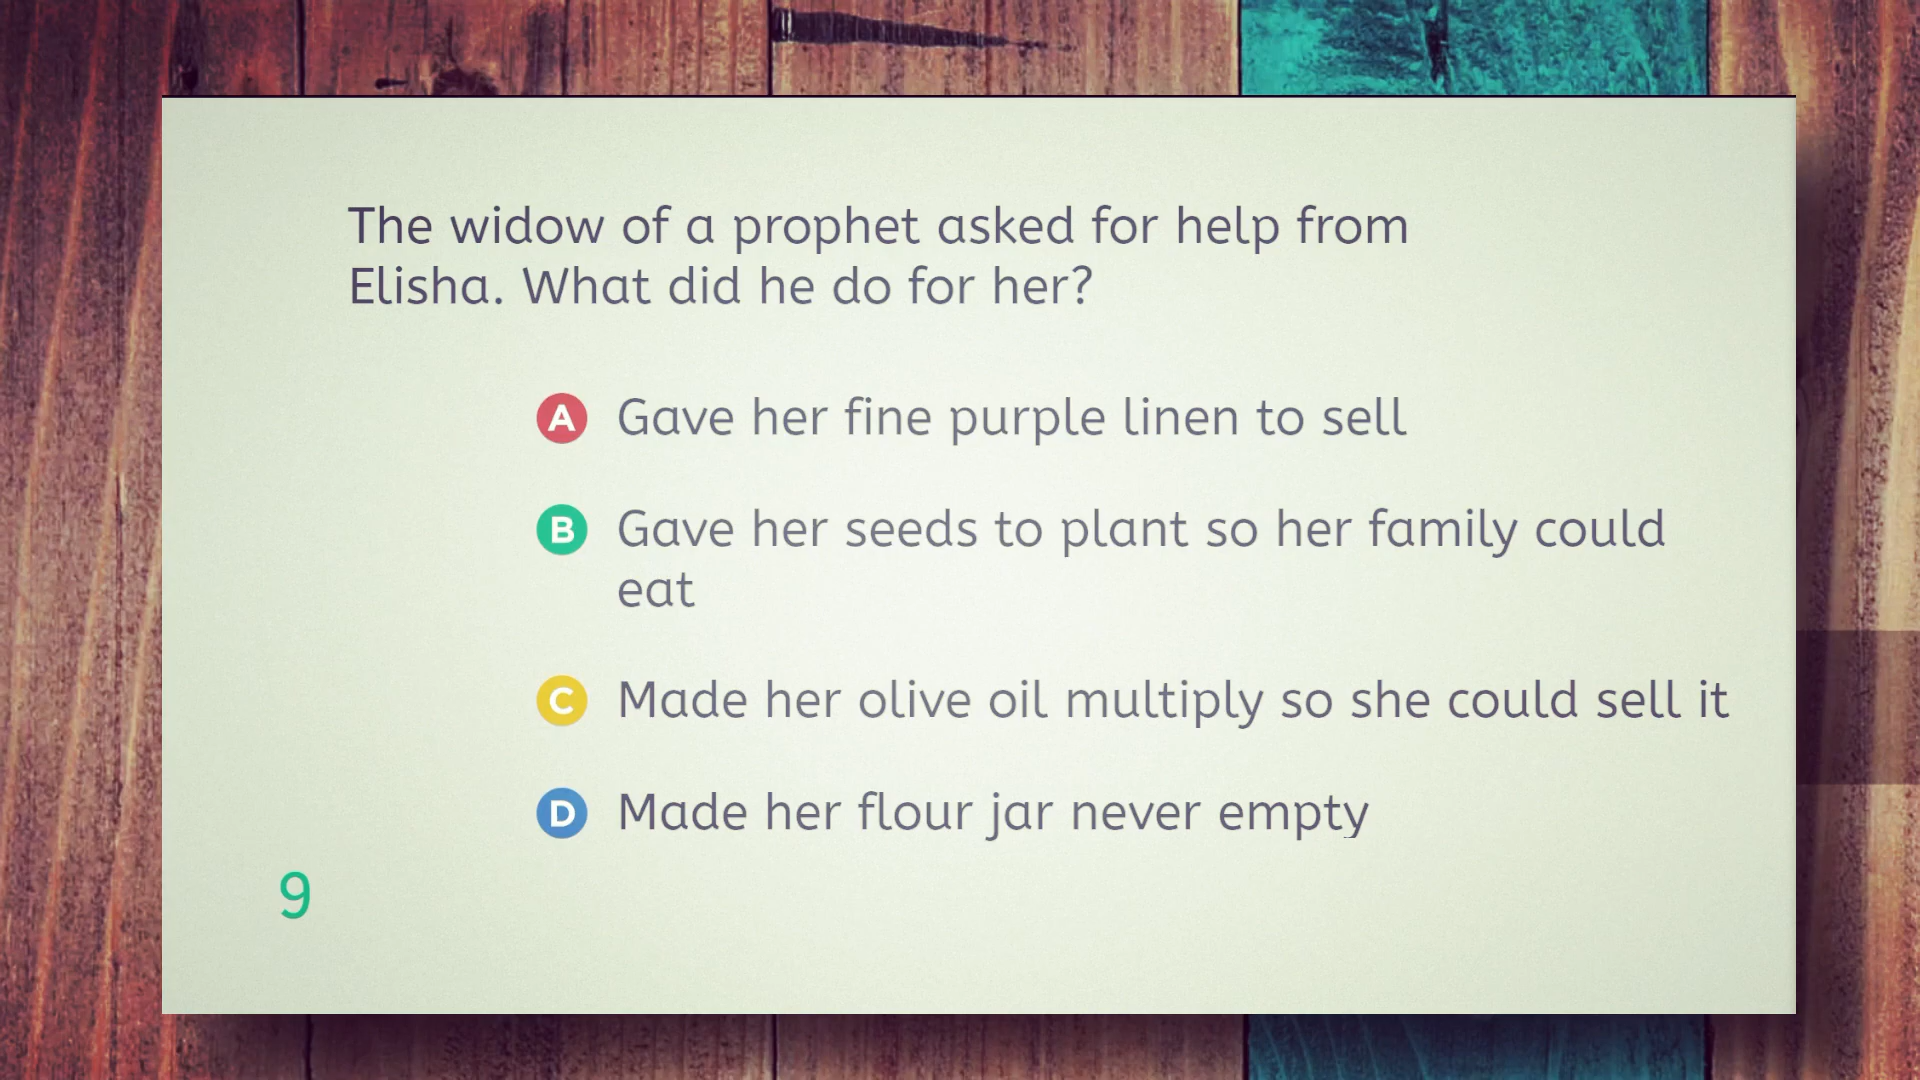 The widow of a prophet asked for help from
Elisha. What did he do for her?
A Gave her fine purple linen to sell
B Gave her seeds to plant so her family could
eat
C Made her olive oil multiply so she could sell it
D Made her flour jar never empty
9